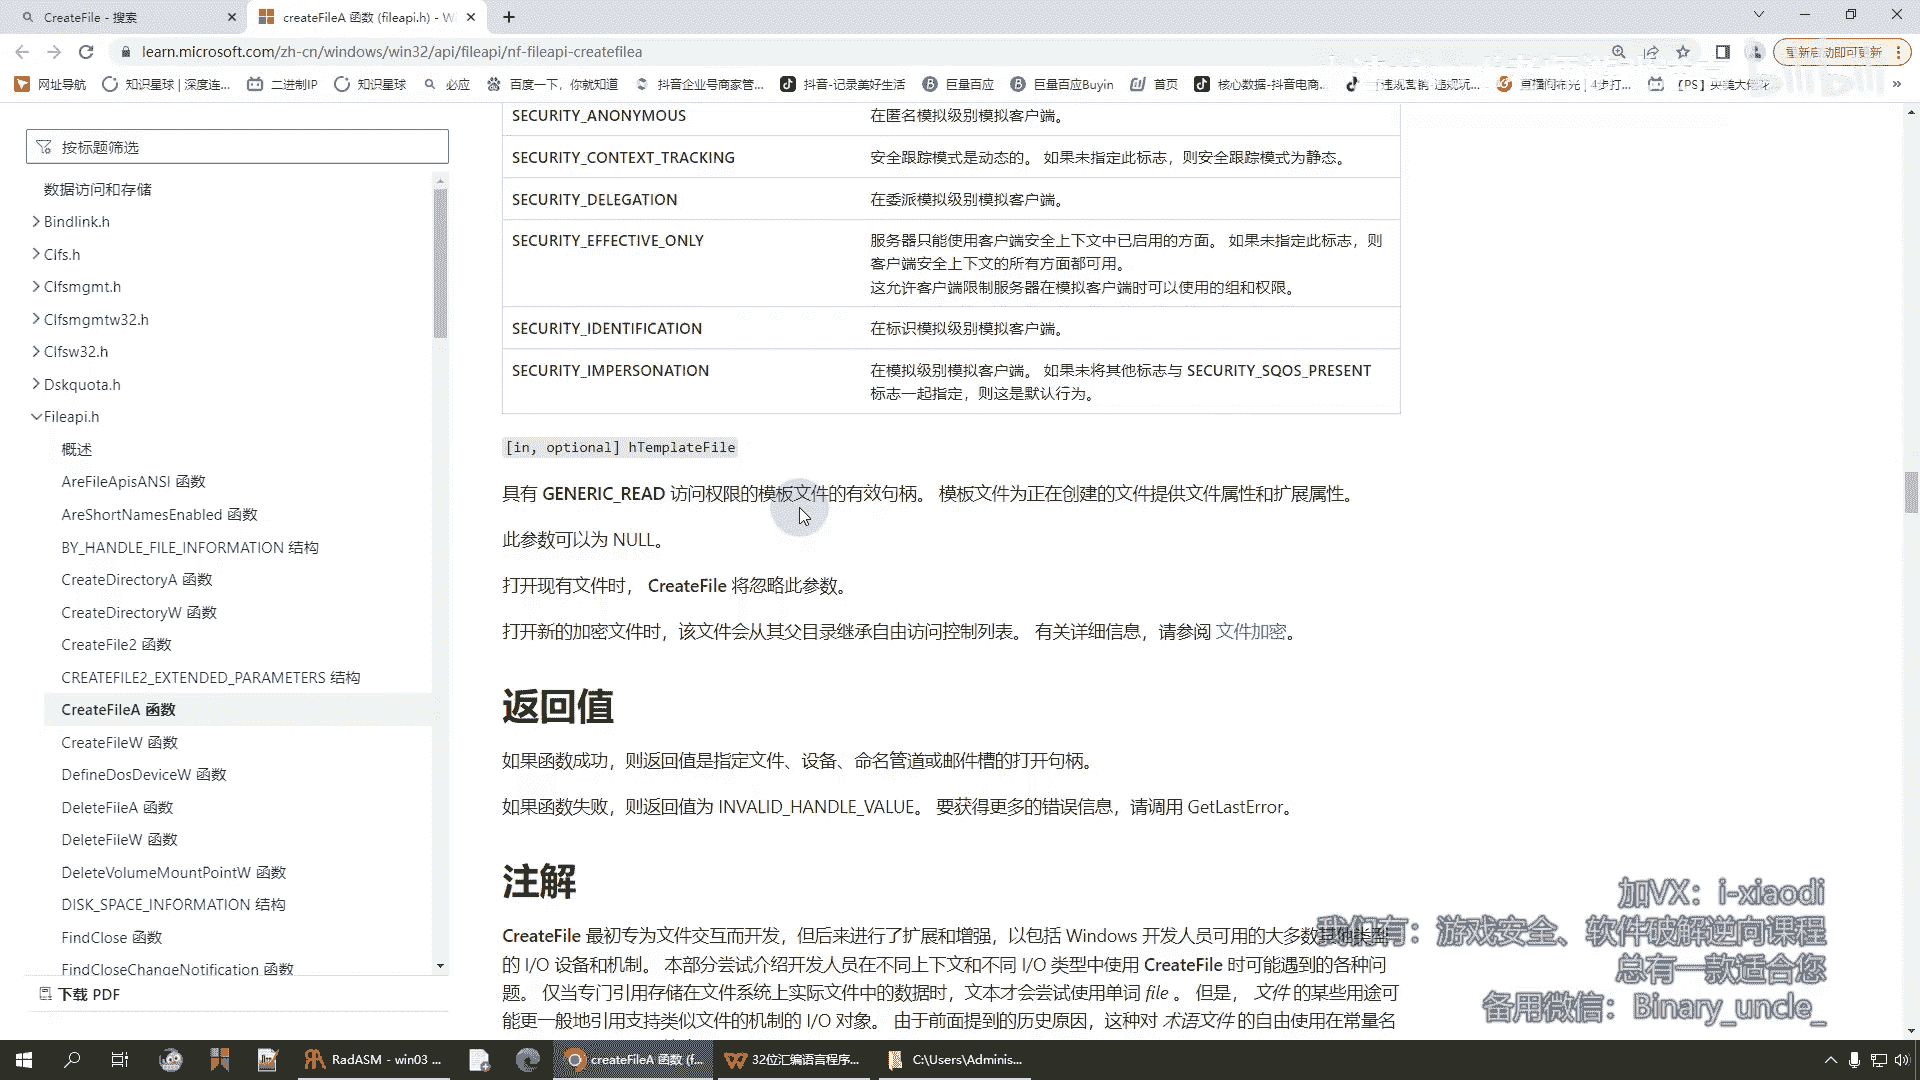 CreateFile - 搜索
createFileA 函数 (fileapi.h) - W
learn.microsoft.com/zh-cn/windows/win32/api/fileapi/nf-fileapi-createfilea
重新启动即可更新
网址导航
知识星球 | 深度连...
二进制IP
知识星球
必应
百度一下，你就知道
抖音企业号商家管...
抖音-记录美好生活
巨量百应
巨量百应Buyin
首页
核心数据-抖音电商...
直播间布光 | 4步打...
按标题筛选
数据访问和存储
Bindlink.h
Clfs.h
Clfsmgmt.h
Clfsmgmtw32.h
Clfsw32.h
Dskquota.h
Fileapi.h
概述
AreFileApisANSI 函数
AreShortNamesEnabled 函数
BY_HANDLE_FILE_INFORMATION 结构
CreateDirectoryA 函数
CreateDirectoryW 函数
CreateFile2 函数
CREATEFILE2_EXTENDED_PARAMETERS 结构
CreateFileA 函数
CreateFileW 函数
DefineDosDeviceW 函数
DeleteFileA 函数
DeleteFileW 函数
DeleteVolumeMountPointW 函数
DISK_SPACE_INFORMATION 结构
FindClose 函数
FindCloseChangeNotification 函数
下载 PDF
SECURITY_ANONYMOUS 在匿名模拟级别模拟客户端。
SECURITY_CONTEXT_TRACKING 安全跟踪模式是动态的。 如果未指定此标志，则安全跟踪模式为静态。
SECURITY_DELEGATION 在委派模拟级别模拟客户端。
SECURITY_EFFECTIVE_ONLY 服务器只能使用客户端安全上下文中已启用的方面。 如果未指定此标志，则
客户端安全上下文的所有方面都可用。
这允许客户端限制服务器在模拟客户端时可以使用的组和权限。
SECURITY_IDENTIFICATION 在标识模拟级别模拟客户端。
SECURITY_IMPERSONATION 在模拟级别模拟客户端。 如果未将其他标志与 SECURITY_SQOS_PRESENT
标志一起指定，则这是默认行为。
[in, optional] hTemplateFile
具有 GENERIC_READ 访问权限的模板文件的有效句柄。 模板文件为正在创建的文件提供文件属性和扩展属性。
此参数可以为 NULL。
打开现有文件时， CreateFile 将忽略此参数。
打开新的加密文件时，该文件会从其父目录继承自由访问控制列表。 有关详细信息，请参阅 文件加密。
返回值
如果函数成功，则返回值是指定文件、设备、命名管道或邮件槽的打开句柄。
如果函数失败，则返回值为 INVALID_HANDLE_VALUE。 要获得更多的错误信息，请调用 GetLastError。
注解
CreateFile 最初专为文件交互而开发，但后来进行了扩展和增强，以包括 Windows 开发人员可用的大多数其他类型
的 I/O 设备和机制。 本部分尝试介绍开发人员在不同上下文和不同 I/O 类型中使用 CreateFile 时可能遇到的各种问
题。 仅当专门引用存储在文件系统上实际文件中的数据时，文本才会尝试使用单词 file 。 但是， 文件 的某些用途可
能更一般地引用支持类似文件的机制的 I/O 对象。 由于前面提到的历史原因，这种对 术语文件 的自由使用在常量名
加VX：i-xiaodi
我们有：游戏安全、软件破解逆向课程
总有一款适合您
备用微信：Binary_uncle_
RadASM - win03 ...
createFileA 函数 (f...
32位汇编语言程序...
C:\Users\Adminis...